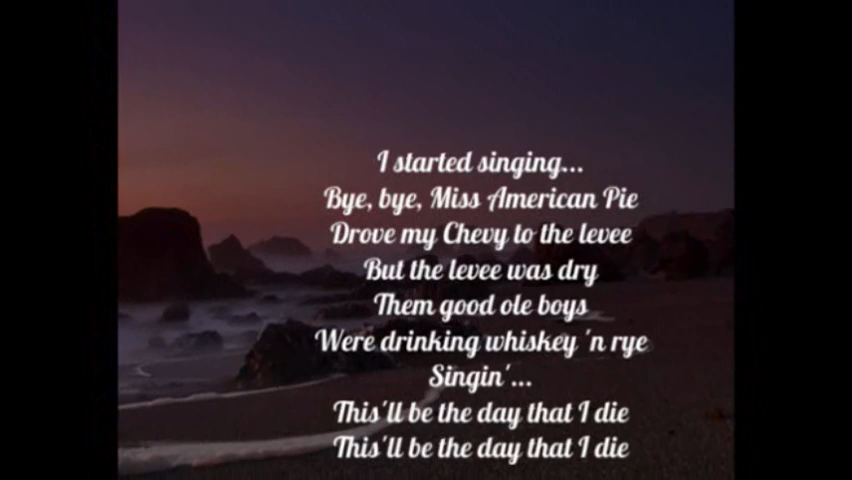 I started singing...
Bye, bye, Miss American Pie
Drove my Chevy to the levee
But the levee was dry
Them good ole boys
Were drinking whiskey 'n rye
Singin'...
This'll be the day that I die
This'll be the day that I die